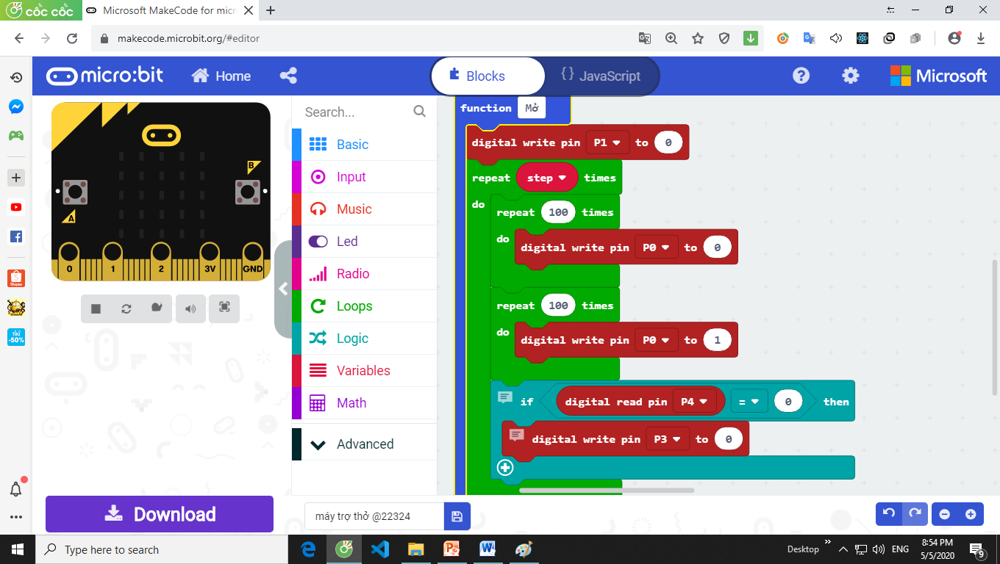 cốc cốc
Microsoft MakeCode for micr
makecode.microbit.org/#editor
micro:bit
Home
Blocks
{} JavaScript
Microsoft
Search...
Basic
Input
Music
Led
Radio
Loops
Logic
Variables
Math
Advanced
B
A
0 1 2 3V GND
function Mở
digital write pin P1 to 0
repeat step times
do
repeat 100 times
do
digital write pin P0 to 0
repeat 100 times
do
digital write pin P0 to 1
if digital read pin P4 = 0 then
digital write pin P3 to 0
Shopee
TIKI
-50%
Download
máy trợ thở @22324
Type here to search
Desktop
ENG
8:54 PM
5/5/2020
9